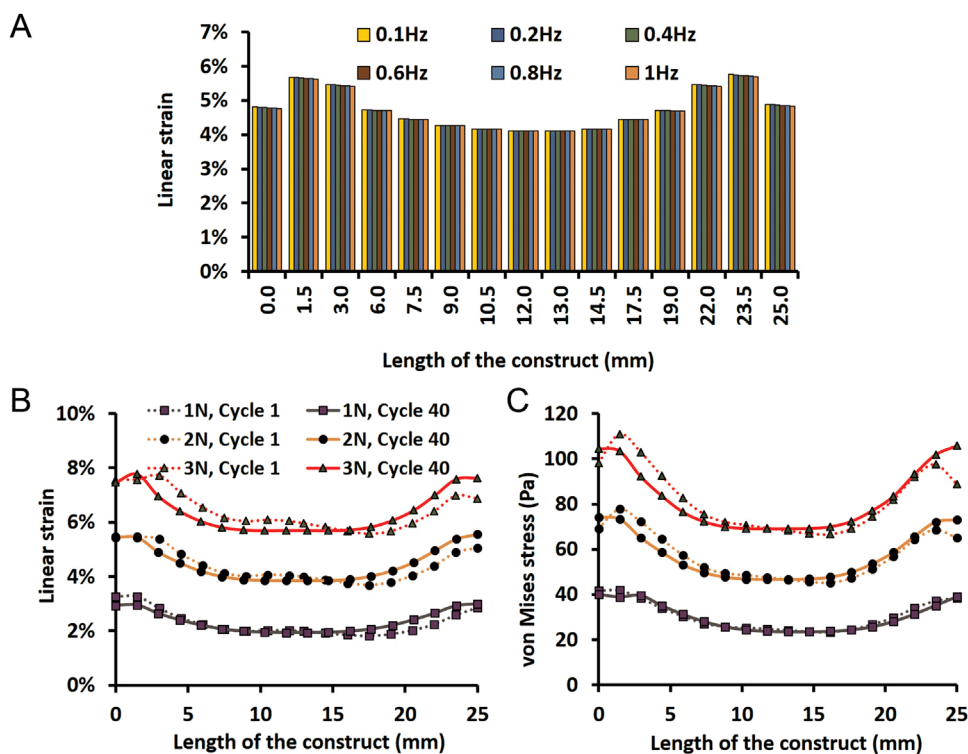 A
7%
6%
5%
4%
3%
2%
1%
0%
Linear strain
0.1Hz 0.2Hz 0.4Hz
0.6Hz 0.8Hz 1Hz
0.0 1.5 3.0 6.0 7.5 9.0 10.5 12.0 13.0 14.5 17.5 19.0 22.0 23.5 25.0
Length of the construct (mm)
B
10%
8%
6%
4%
2%
0%
Linear strain
1N, Cycle 1 1N, Cycle 40
2N, Cycle 1 2N, Cycle 40
3N, Cycle 1 3N, Cycle 40
0 5 10 15 20 25
Length of the construct (mm)
C
120
100
80
60
40
20
0
von Mises stress (Pa)
0 5 10 15 20 25
Length of the construct (mm)